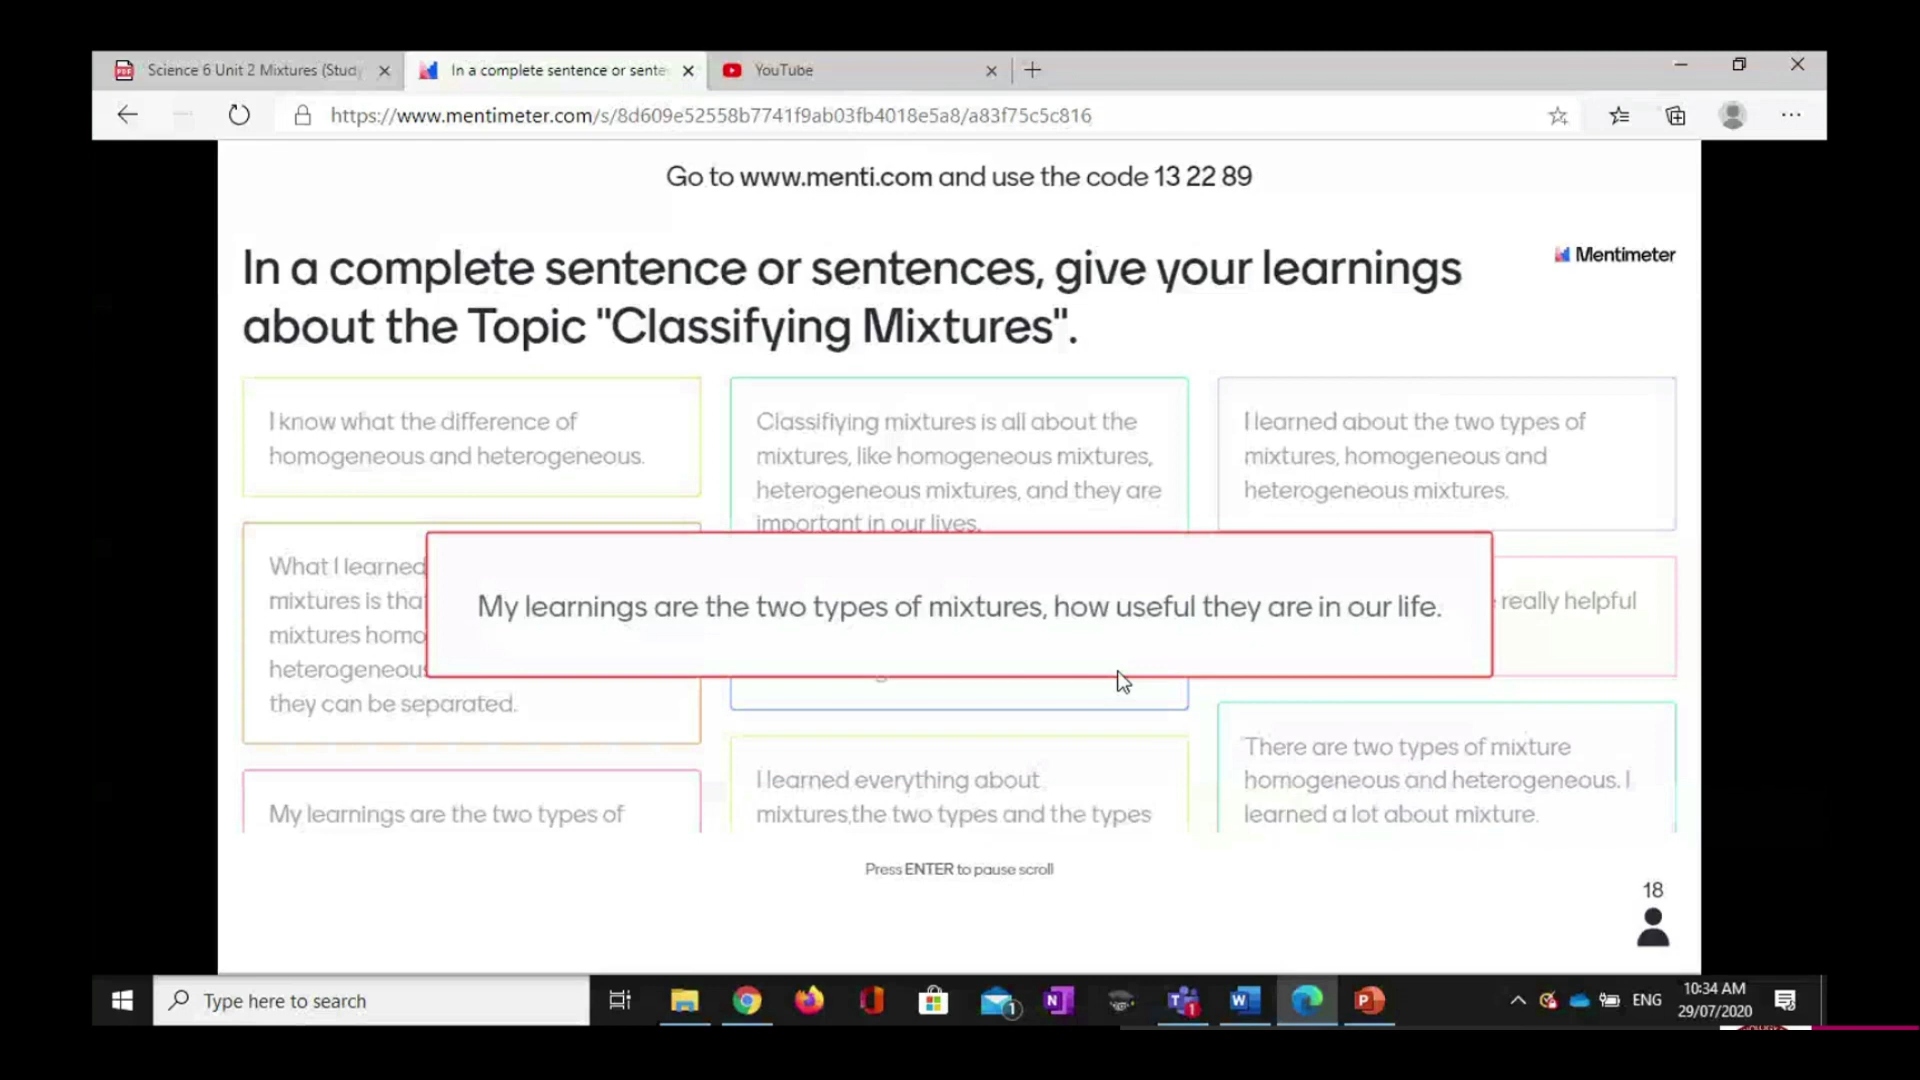 Science 6 Unit 2 Mixtures (Stud
In a complete sentence or sente
YouTube
https://www.mentimeter.com/s/8d609e52558b7741f9ab03fb4018e5a8/a83f75c5c816
Go to www.menti.com and use the code 13 22 89
In a complete sentence or sentences, give your learnings
about the Topic "Classifying Mixtures".
Mentimeter
I know what the difference of
homogeneous and heterogeneous.
What I learned
mixtures is tha
mixtures homo
heterogeneous
they can be separated.
My learnings are the two types of
Classifiying mixtures is all about the
mixtures, like homogeneous mixtures,
heterogeneous mixtures, and they are
important in our lives.
I learned everything about
mixtures,the two types and the types
I learned about the two types of
mixtures, homogeneous and
heterogeneous mixtures.
really helpful
There are two types of mixture
homogeneous and heterogeneous. I
learned a lot about mixture.
My learnings are the two types of mixtures, how useful they are in our life.
Press ENTER to pause scroll
18
Type here to search
ENG
10:34 AM
29/07/2020